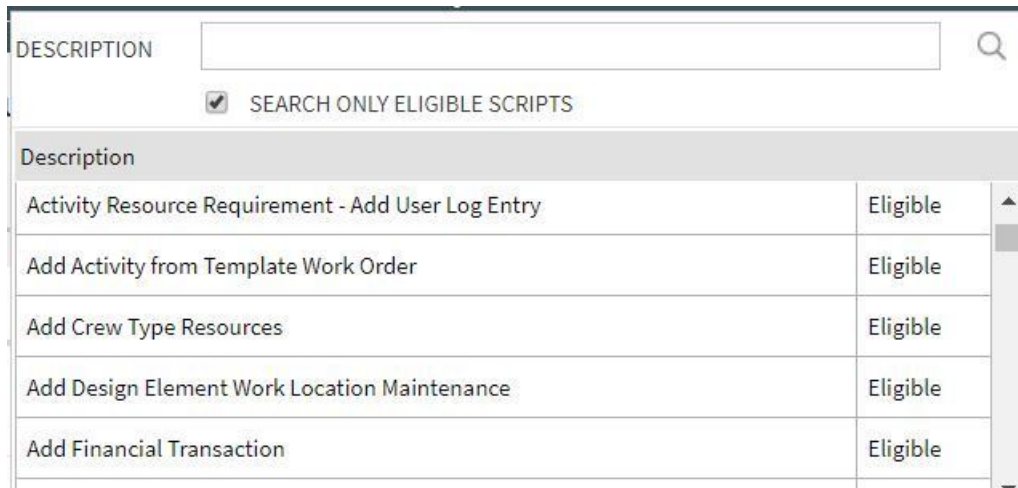 DESCRIPTION
SEARCH ONLY ELIGIBLE SCRIPTS
Description
Activity Resource Requirement - Add User Log Entry Eligible
Add Activity from Template Work Order Eligible
Add Crew Type Resources Eligible
Add Design Element Work Location Maintenance Eligible
Add Financial Transaction Eligible